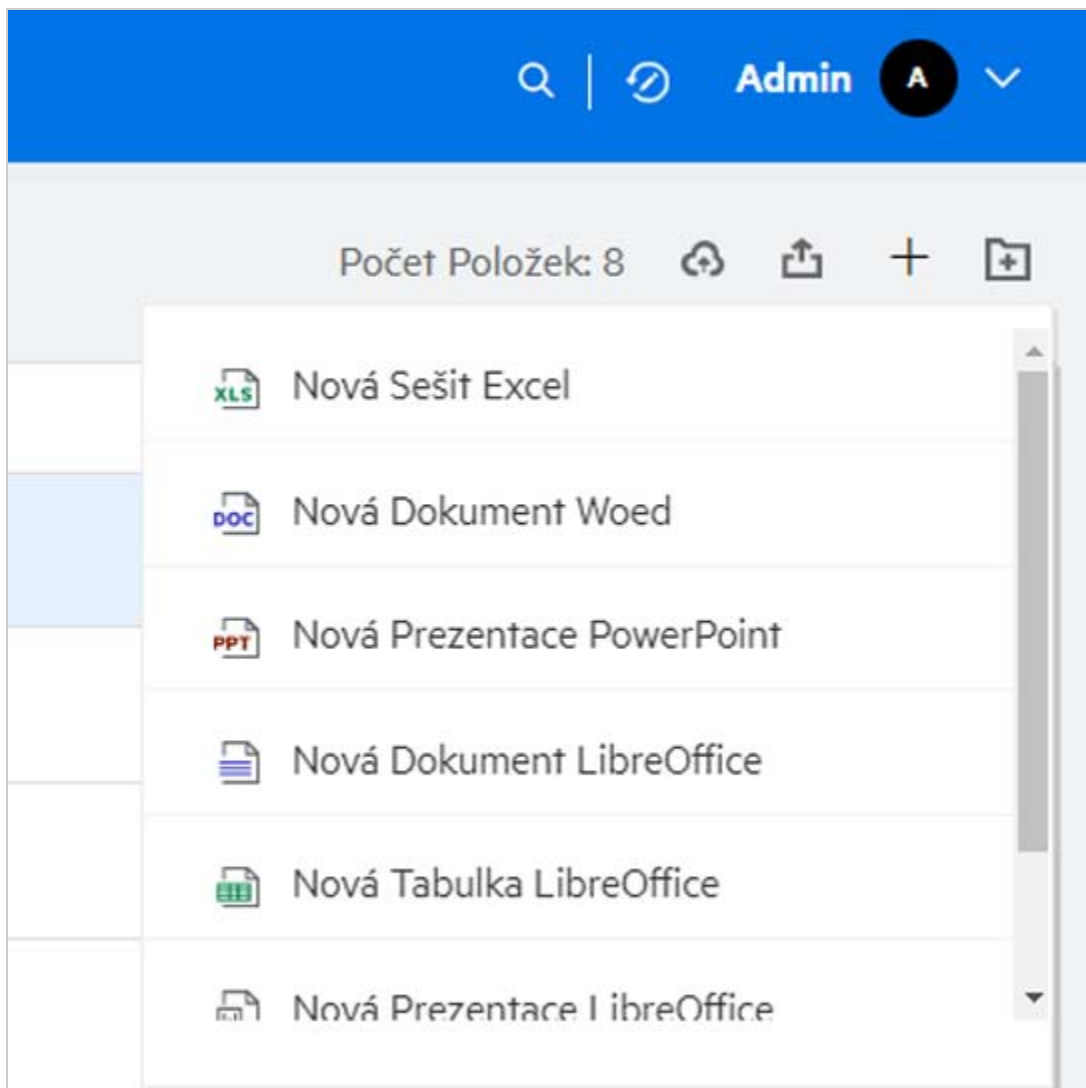 Admin A
Počet Položek: 8
XLS Nová Sešit Excel
DOC Nová Dokument Woed
PPT Nová Prezentace PowerPoint
Nová Dokument LibreOffice
Nová Tabulka LibreOffice
Nová Prezentace LibreOffice